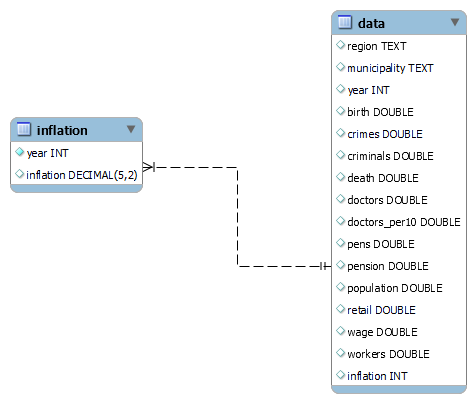 inflation
year INT
inflation DECIMAL(5,2)
data
region TEXT
municipality TEXT
year INT
birth DOUBLE
crimes DOUBLE
criminals DOUBLE
death DOUBLE
doctors DOUBLE
doctors_per10 DOUBLE
pens DOUBLE
pension DOUBLE
population DOUBLE
retail DOUBLE
wage DOUBLE
workers DOUBLE
inflation INT